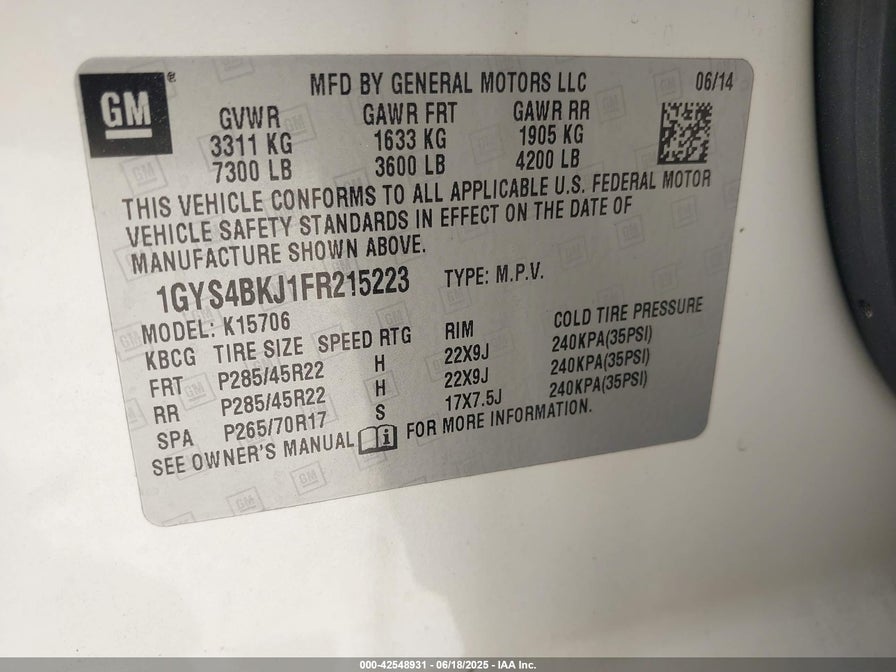 GM®
MFD BY GENERAL MOTORS LLC 06/14
GVWR GAWR FRT GAWR RR
3311 KG 1633 KG 1905 KG
7300 LB 3600 LB 4200 LB
THIS VEHICLE CONFORMS TO ALL APPLICABLE U.S. FEDERAL MOTOR
VEHICLE SAFETY STANDARDS IN EFFECT ON THE DATE OF
MANUFACTURE SHOWN ABOVE.
1GYS4BKJ1FR215223 TYPE: M.P.V.
MODEL: K15706
KBCG TIRE SIZE SPEED RTG RIM COLD TIRE PRESSURE
FRT P285/45R22 H 22X9J 240KPA(35PSI)
RR P285/45R22 H 22X9J 240KPA(35PSI)
SPA P265/70R17 S 17X7.5J 240KPA(35PSI)
SEE OWNER'S MANUAL i FOR MORE INFORMATION.
000-42548931 - 06/18/2025 - IAA Inc.